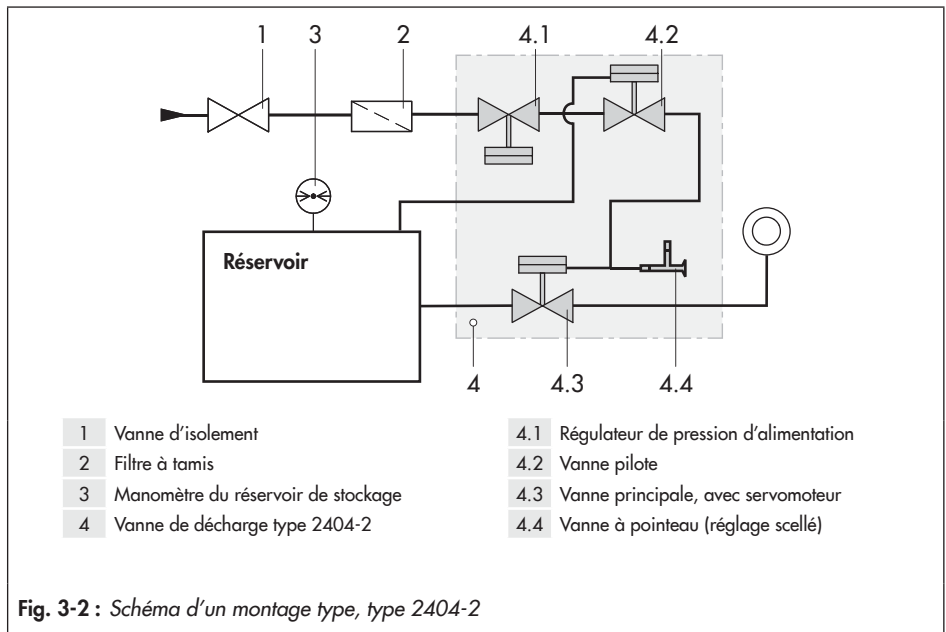 1 3 2 4.1 4.2
Réservoir
4 4.3 4.4
1 Vanne d'isolement
2 Filtre à tamis
3 Manomètre du réservoir de stockage
4 Vanne de décharge type 2404-2
4.1 Régulateur de pression d'alimentation
4.2 Vanne pilote
4.3 Vanne principale, avec servomoteur
4.4 Vanne à pointeau (réglage scellé)
Fig. 3-2 : Schéma d'un montage type, type 2404-2